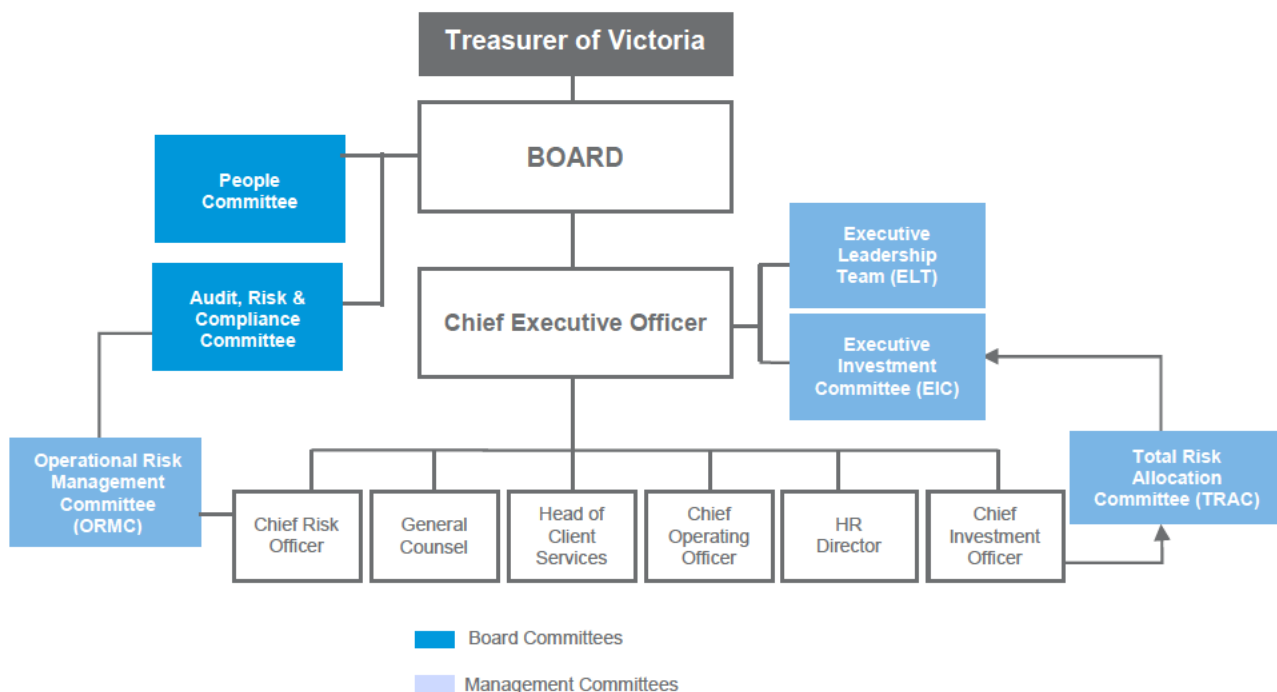 Treasurer of Victoria
BOARD
People
Committee
Executive
Leadership
Team (ELT)
Audit, Risk &
Compliance
Committee
Chief Executive Officer
Executive
Investment
Committee (EIC)
Operational Risk
Management
Committee
(ORMC)
Total Risk
Allocation
Committee (TRAC)
Chief Risk
Officer
General
Counsel
Head of
Client
Services
Chief
Operating
Officer
HR
Director
Chief
Investment
Officer
Board Committees
Management Committees